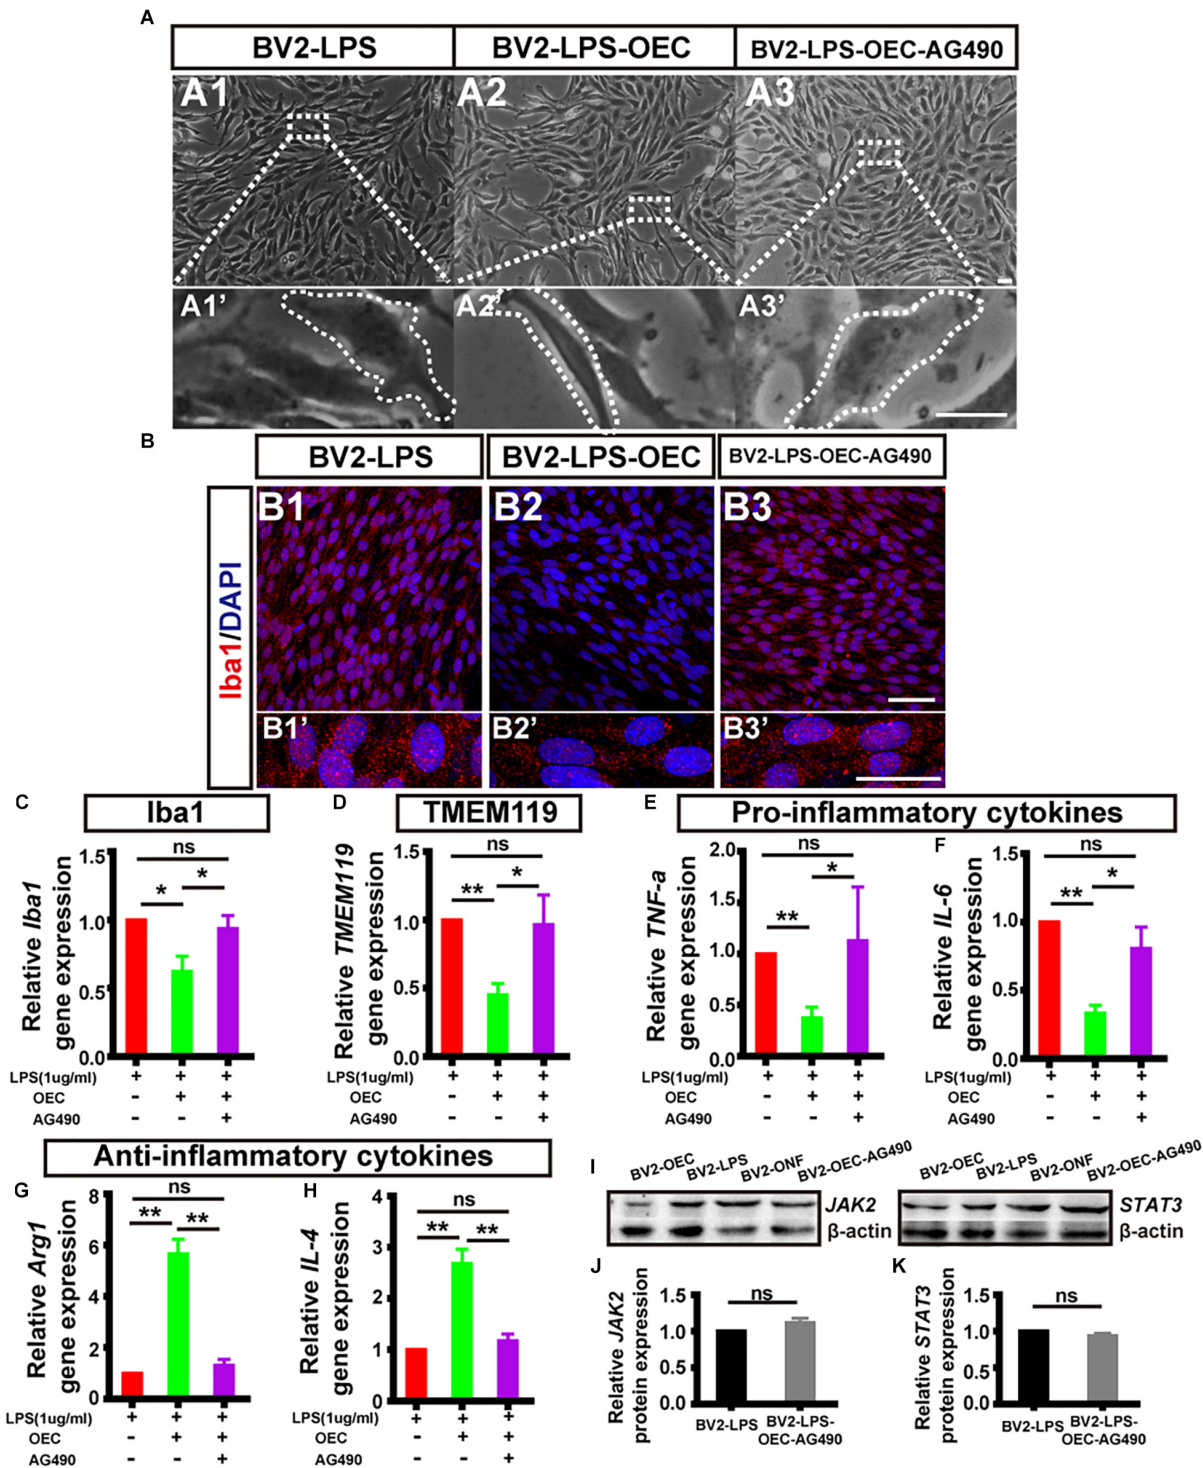 A
BV2-LPS BV2-LPS-OEC BV2-LPS-OEC-AG490
A1 A2 A3
A1' A2' A3'
B
BV2-LPS BV2-LPS-OEC BV2-LPS-OEC-AG490
Iba1/DAPI
B1 B2 B3
B1' B2' B3'
C Iba1 D TMEM119 E Pro-inflammatory cytokines
F
Relative Iba1
gene expression
1.5
1.0
0.5
0.0
ns
* *
LPS(1ug/ml) + + +
OEC - + +
AG490 - - +
Relative TMEM119
gene expression
1.5
1.0
0.5
0.0
ns
** *
LPS(1ug/ml) + + +
OEC - + +
AG490 - - +
Relative TNF-a
gene expression
2.0
1.5
1.0
0.5
0.0
ns
** *
LPS(1ug/ml) + + +
OEC - + +
AG490 - - +
Relative IL-6
gene expression
1.5
1.0
0.5
0.0
ns
** *
LPS(1ug/ml) + + +
OEC - + +
AG490 - - +
Anti-inflammatory cytokines
G
Relative Arg1
gene expression
8
6
4
2
0
ns
** **
LPS(1ug/ml) + + +
OEC - + +
AG490 - - +
H
Relative IL-4
gene expression
4
3
2
1
0
ns
** **
LPS(1ug/ml) + + +
OEC - + +
AG490 - - +
I
BV2-OEC BV2-LPS BV2-ONF BV2-OEC-AG490
JAK2
β-actin
BV2-OEC BV2-LPS BV2-ONF BV2-OEC-AG490
STAT3
β-actin
J
Relative JAK2
protein expression
1.5
1.0
0.5
0.0
ns
BV2-LPS BV2-LPS-
OEC-AG490
K
Relative STAT3
protein expression
1.5
1.0
0.5
0.0
ns
BV2-LPS BV2-LPS-
OEC-AG490